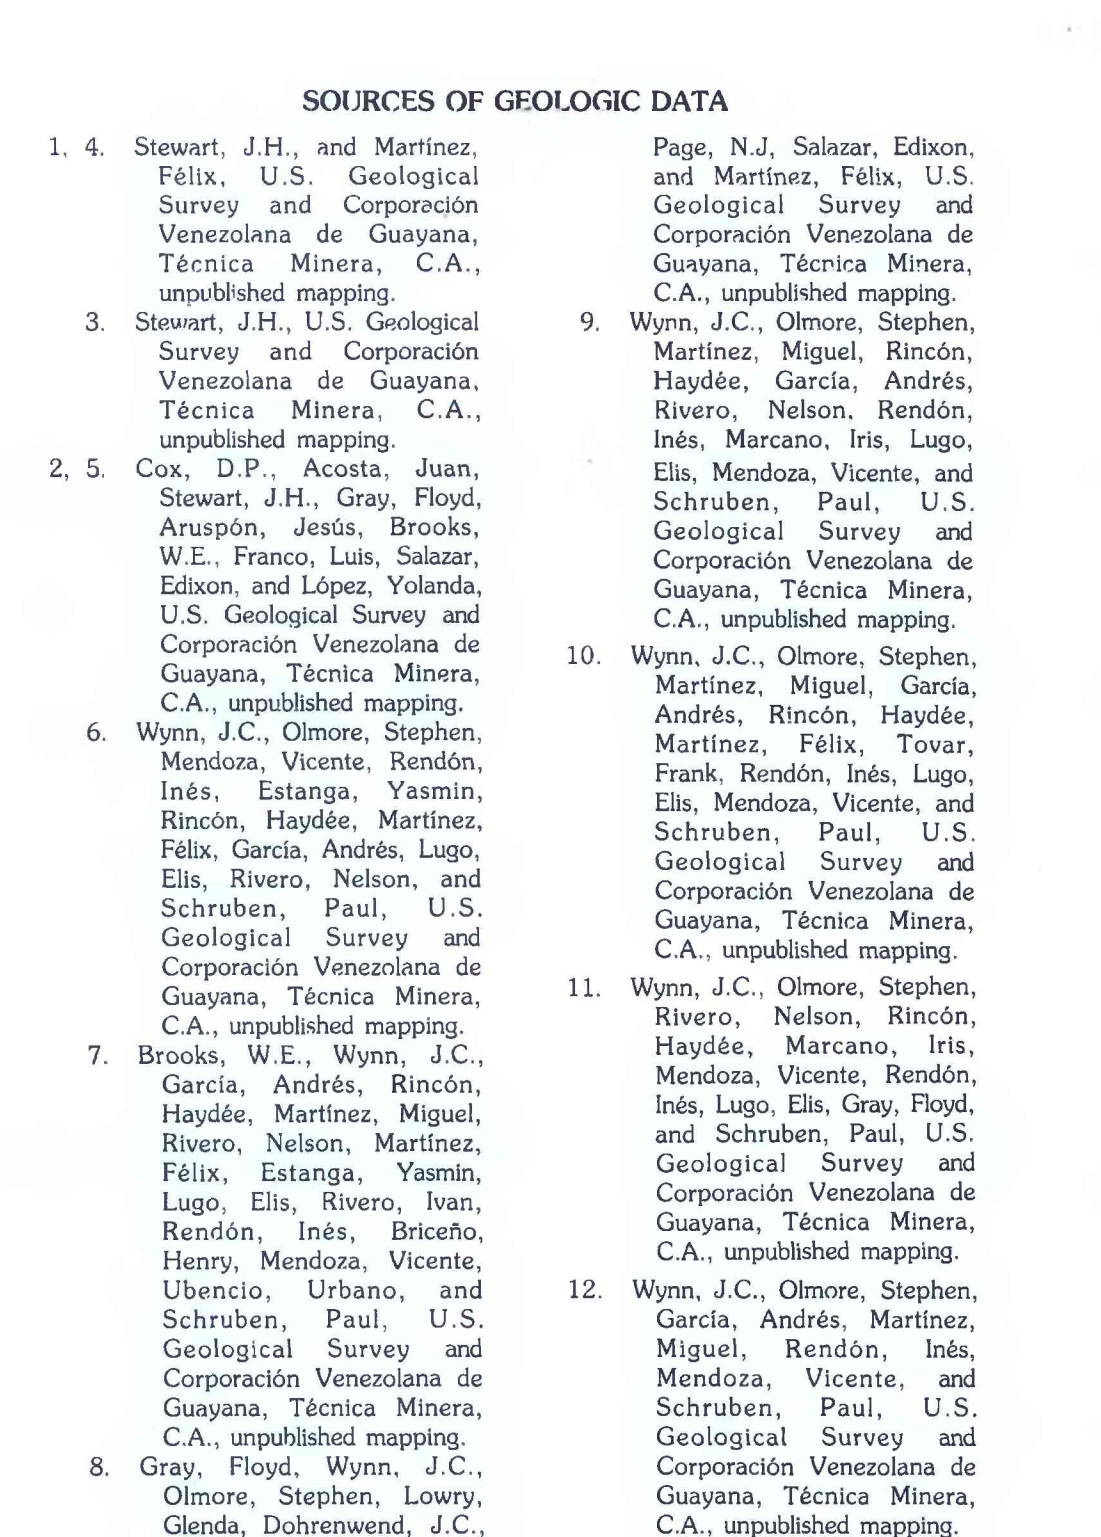 SOURCES OF GEOLOGIC DATA
1, 4. Stewart, J.H., and Martínez,
Félix, U.S. Geological
Survey and Corporación
Venezolana de Guayana,
Técnica Minera, C.A.,
unpublished mapping.
3. Stewart, J.H., U.S. Geological
Survey and Corporación
Venezolana de Guayana,
Técnica Minera, C.A.,
unpublished mapping.
2, 5. Cox, D.P., Acosta, Juan,
Stewart, J.H., Gray, Floyd,
Aruspón, Jesús, Brooks,
W.E., Franco, Luis, Salazar,
Edixon, and López, Yolanda,
U.S. Geological Survey and
Corporación Venezolana de
Guayana, Técnica Minera,
C.A., unpublished mapping.
6. Wynn, J.C., Olmore, Stephen,
Mendoza, Vicente, Rendón,
Inés, Estanga, Yasmin,
Rincón, Haydée, Martínez,
Félix, García, Andrés, Lugo,
Elis, Rivero, Nelson, and
Schruben, Paul, U.S.
Geological Survey and
Corporación Venezolana de
Guayana, Técnica Minera,
C.A., unpublished mapping.
7. Brooks, W.E., Wynn, J.C.,
García, Andrés, Rincón,
Haydée, Martínez, Miguel,
Rivero, Nelson, Martínez,
Félix, Estanga, Yasmin,
Lugo, Elis, Rivero, Ivan,
Rendón, Inés, Briceño,
Henry, Mendoza, Vicente,
Ubencio, Urbano, and
Schruben, Paul, U.S.
Geological Survey and
Corporación Venezolana de
Guayana, Técnica Minera,
C.A., unpublished mapping.
8. Gray, Floyd, Wynn, J.C.,
Olmore, Stephen, Lowry,
Glenda, Dohrenwend, J.C.,
Page, N.J, Salazar, Edixon,
and Martínez, Félix, U.S.
Geological Survey and
Corporación Venezolana de
Guayana, Técnica Minera,
C.A., unpublished mapping.
9. Wynn, J.C., Olmore, Stephen,
Martínez, Miguel, Rincón,
Haydée, García, Andrés,
Rivero, Nelson, Rendón,
Inés, Marcano, Iris, Lugo,
Elis, Mendoza, Vicente, and
Schruben, Paul, U.S.
Geological Survey and
Corporación Venezolana de
Guayana, Técnica Minera,
C.A., unpublished mapping.
10. Wynn, J.C., Olmore, Stephen,
Martínez, Miguel, García,
Andrés, Rincón, Haydée,
Martínez, Félix, Tovar,
Frank, Rendón, Inés, Lugo,
Elis, Mendoza, Vicente, and
Schruben, Paul, U.S.
Geological Survey and
Corporación Venezolana de
Guayana, Técnica Minera,
C.A., unpublished mapping.
11. Wynn, J.C., Olmore, Stephen,
Rivero, Nelson, Rincón,
Haydée, Marcano, Iris,
Mendoza, Vicente, Rendón,
Inés, Lugo, Elis, Gray, Floyd,
and Schruben, Paul, U.S.
Geological Survey and
Corporación Venezolana de
Guayana, Técnica Minera,
C.A., unpublished mapping.
12. Wynn, J.C., Olmore, Stephen,
García, Andrés, Martínez,
Miguel, Rendón, Inés,
Mendoza, Vicente, and
Schruben, Paul, U.S.
Geological Survey and
Corporación Venezolana de
Guayana, Técnica Minera,
C.A., unpublished mapping.